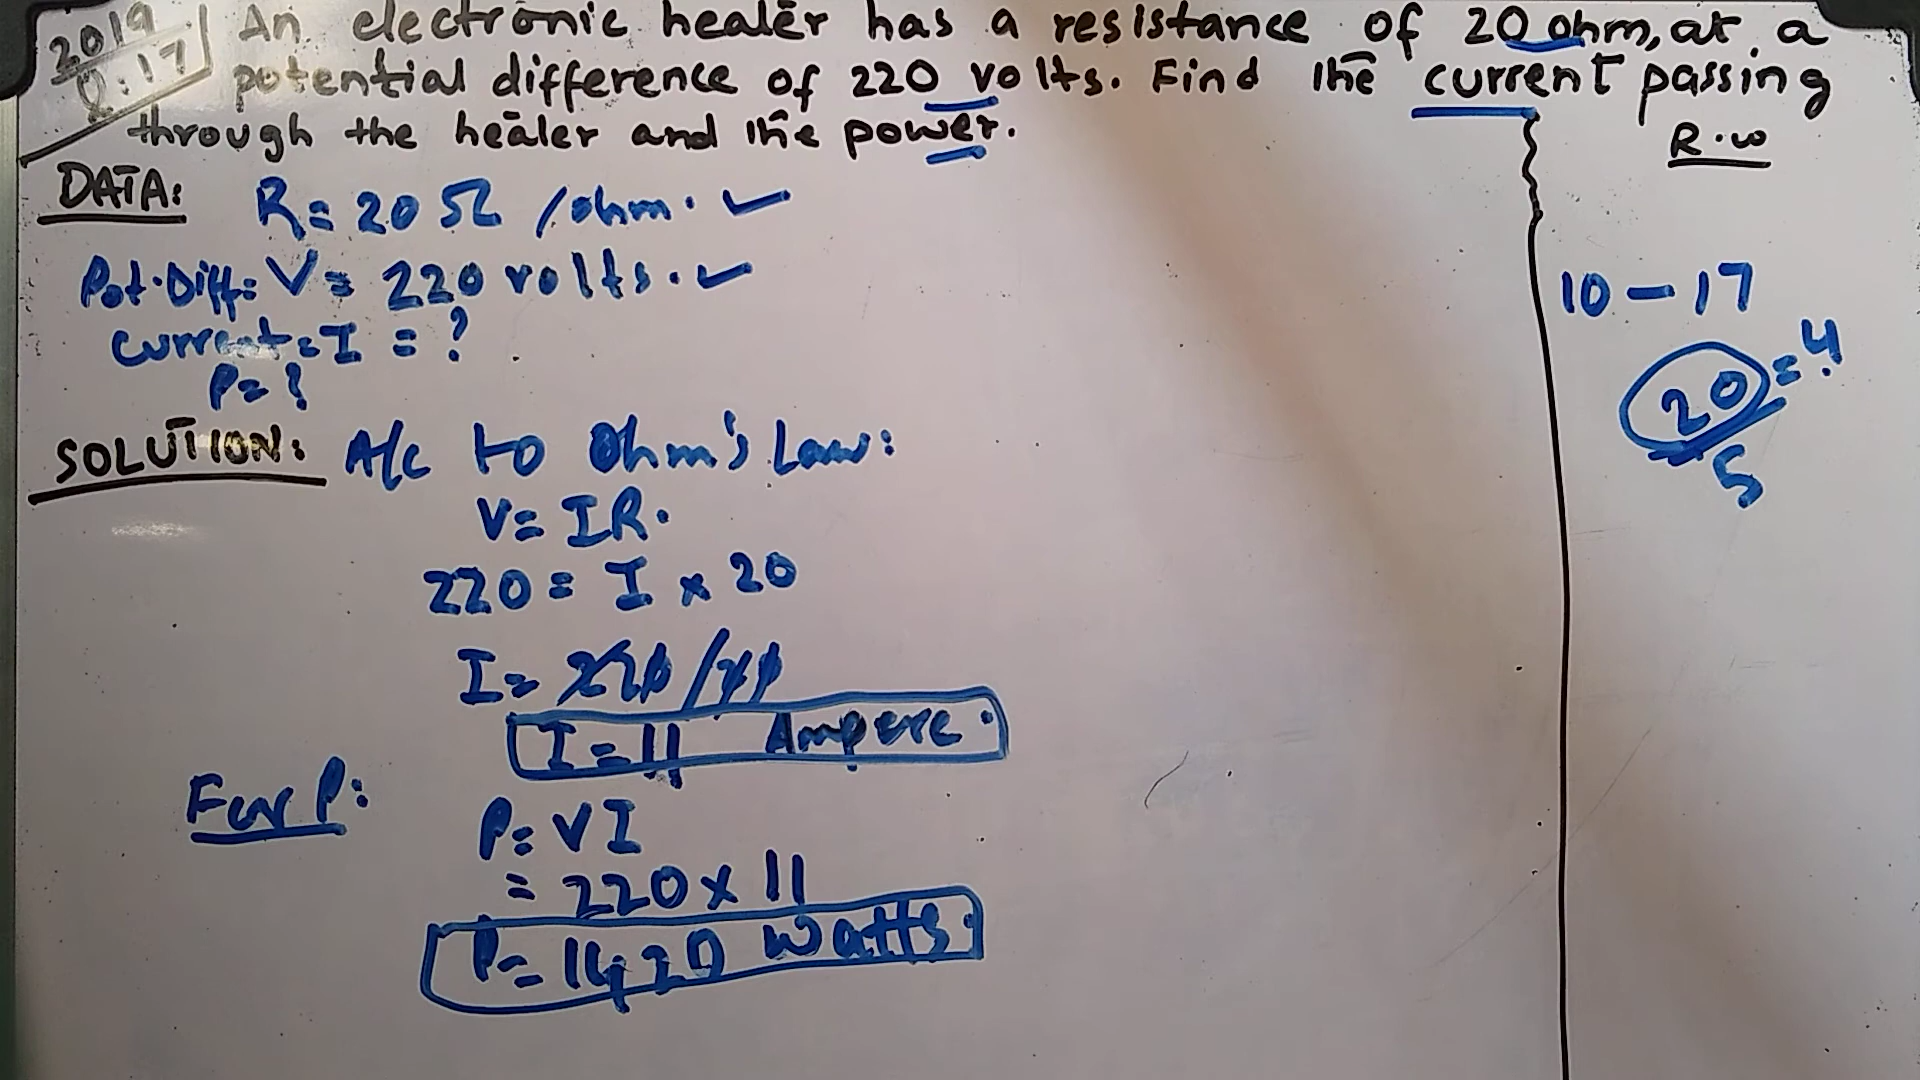 2019
Q.17
An electronic healer has a resistance of 20 ohm, at a
potential difference of 220 volts. Find the current passing
through the healer and the power.
R.W
DATA: R = 20 Ω /ohm. ✓
Pot.Diff = V = 220 volts. ✓
current = I = ?
P = ?
SOLUTION: A/c to Ohm's Law:
V = IR.
220 = I × 20
I = 220/20
I = 11 Ampere.
For P:
P = VI
= 220 × 11
P = 1420 Watts.
10 - 17
20 = 4
5